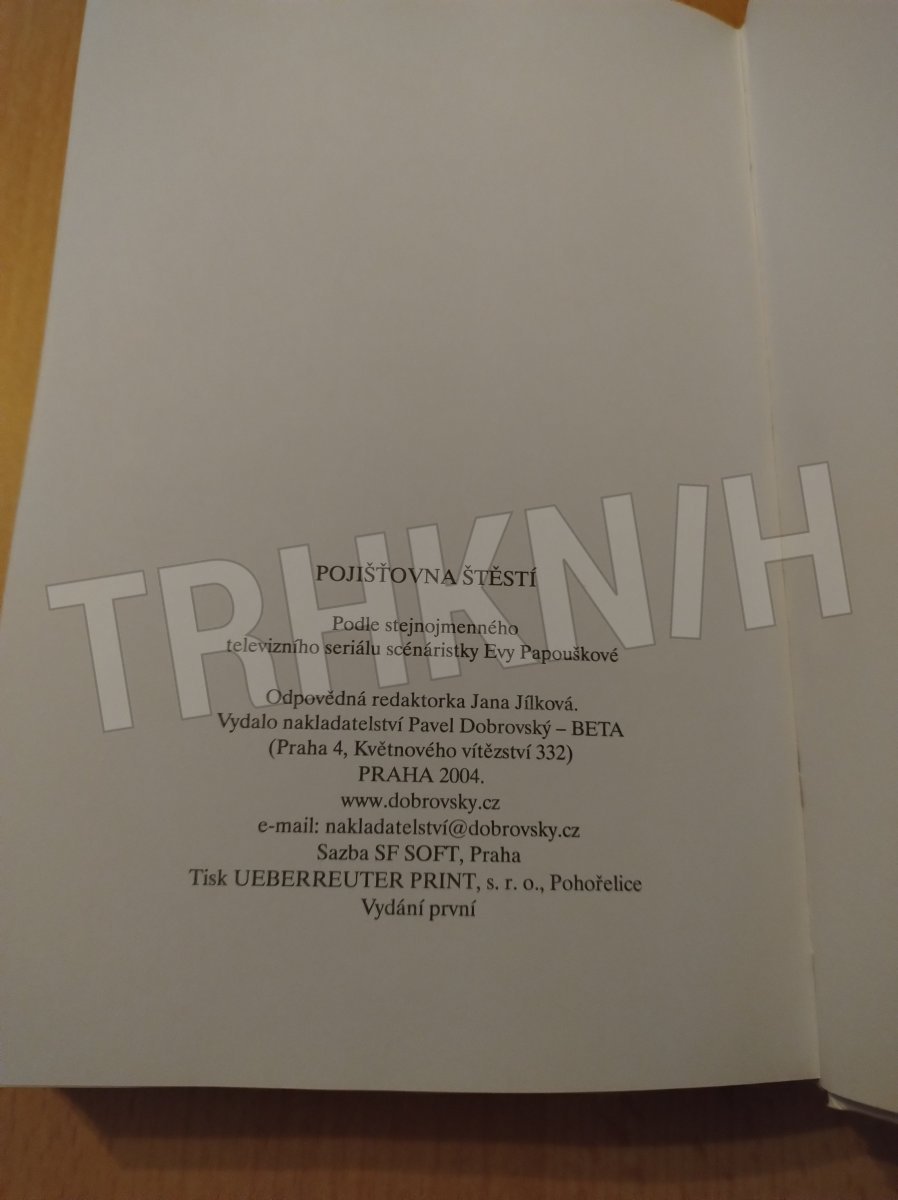 POJIŠŤOVNA ŠTĚSTÍ
Podle stejnojmenného
televizního seriálu scénáristky Evy Papouškové
Odpovědná redaktorka Jana Jílková.
Vydalo nakladatelství Pavel Dobrovský – BETA
(Praha 4, Květnového vítězství 332)
PRAHA 2004.
www.dobrovsky.cz
e-mail: nakladatelství@dobrovsky.cz
Sazba SF SOFT, Praha
Tisk UEBERREUTER PRINT, s. r. o., Pohořelice
Vydání první
TRHKNIH